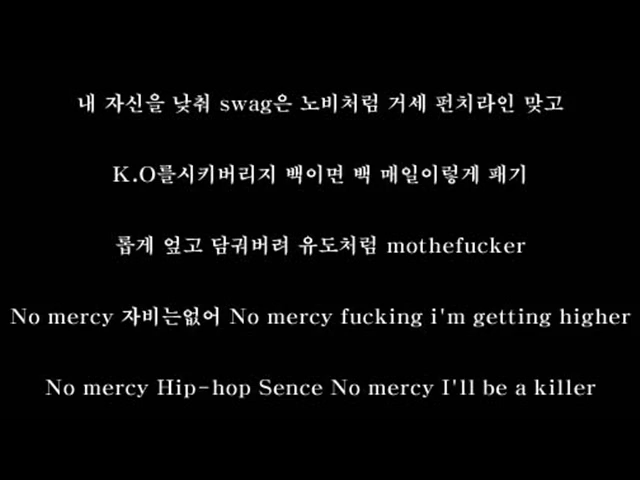 내 자신을 낮춰 swag은 노비처럼 거세 펀치라인 맞고
K.O를시키버리지 백이면 백 매일이렇게 패기
롭게 엎고 담궈버려 유도처럼 mothefucker
No mercy 자비는없어 No mercy fucking i'm getting higher
No mercy Hip-hop Sence No mercy I'll be a killer